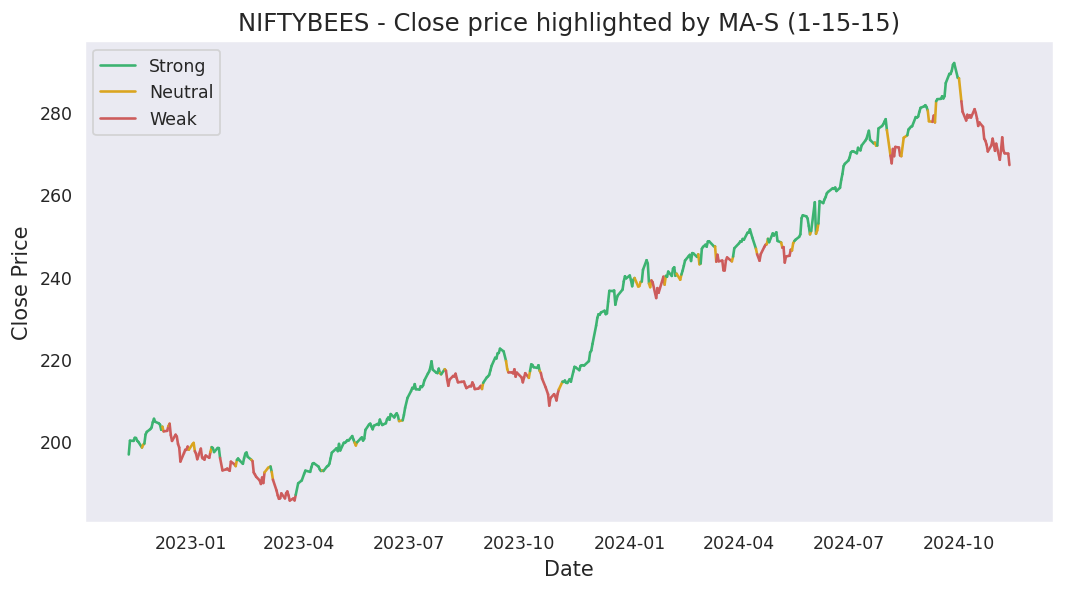 NIFTYBEES - Close price highlighted by MA-S (1-15-15)
Strong
Neutral
Weak
280
260
240
220
200
Close Price
2023-01 2023-04 2023-07 2023-10 2024-01 2024-04 2024-07 2024-10
Date